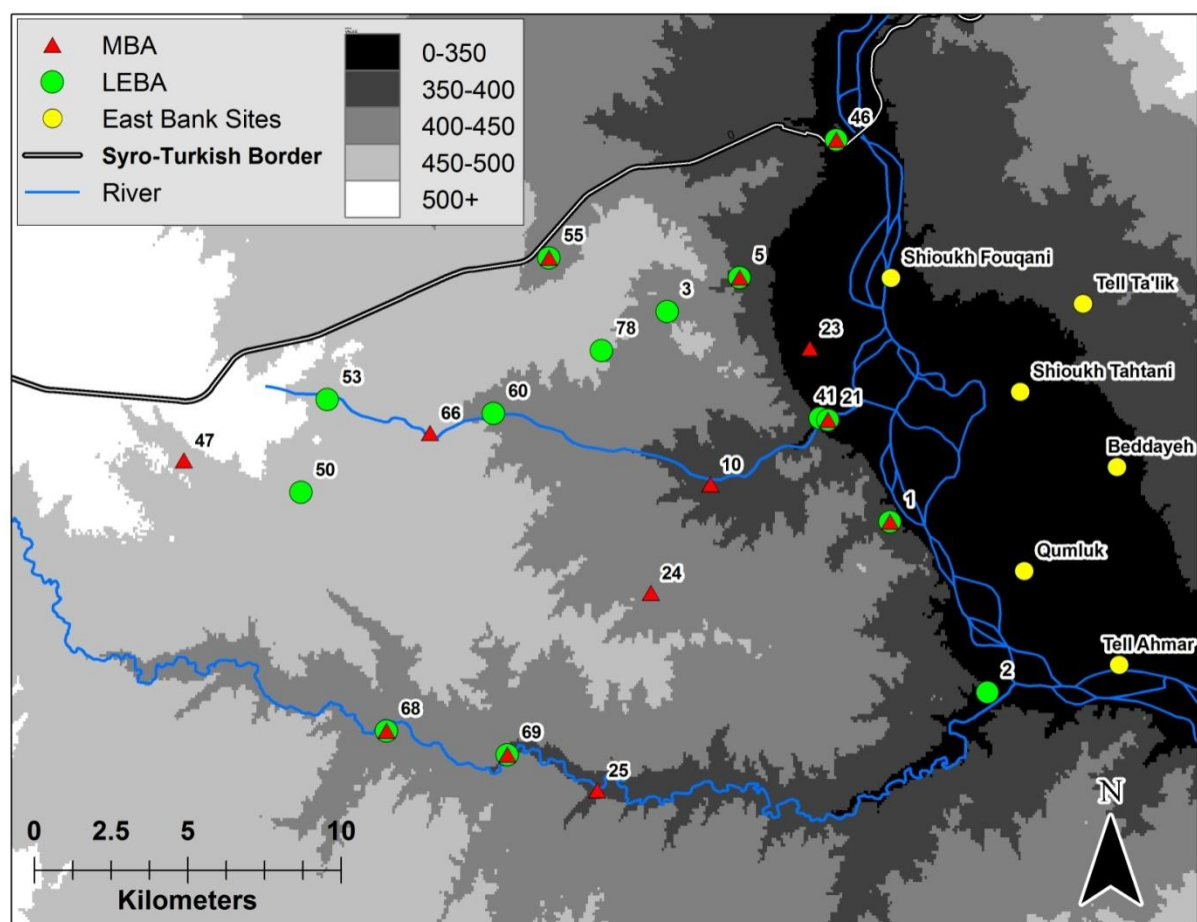 MBA
LEBA
East Bank Sites
Syro-Turkish Border
River
0-350
350-400
400-450
450-500
500+
46
55
5
Shioukh Fouqani
Tell Ta'lik
3
78
23
Shioukh Tahtani
53
60
41 21
66
47
Beddayeh
50
10
1
Qumluk
24
Tell Ahmar
2
68
69
25
N
0 2.5 5 10
Kilometers